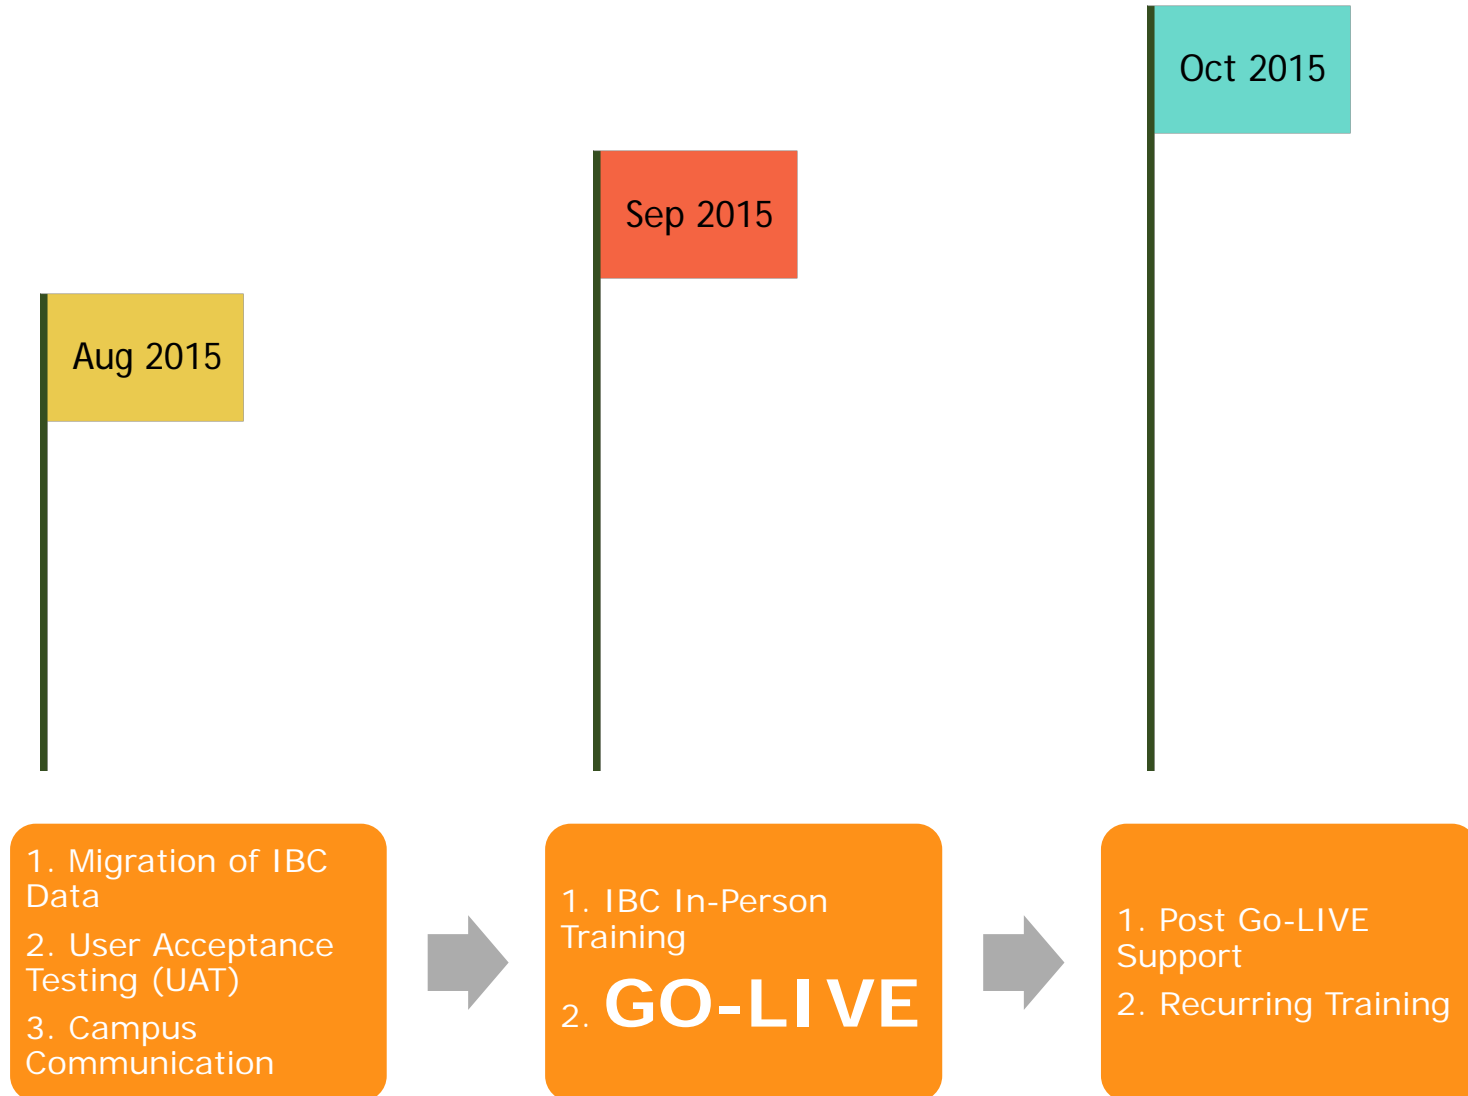 Oct 2015
Sep 2015
Aug 2015
1. Migration of IBC
Data
2. User Acceptance
Testing (UAT)
3. Campus
Communication
1. IBC In-Person
Training
2. GO-LIVE
1. Post Go-LIVE
Support
2. Recurring Training